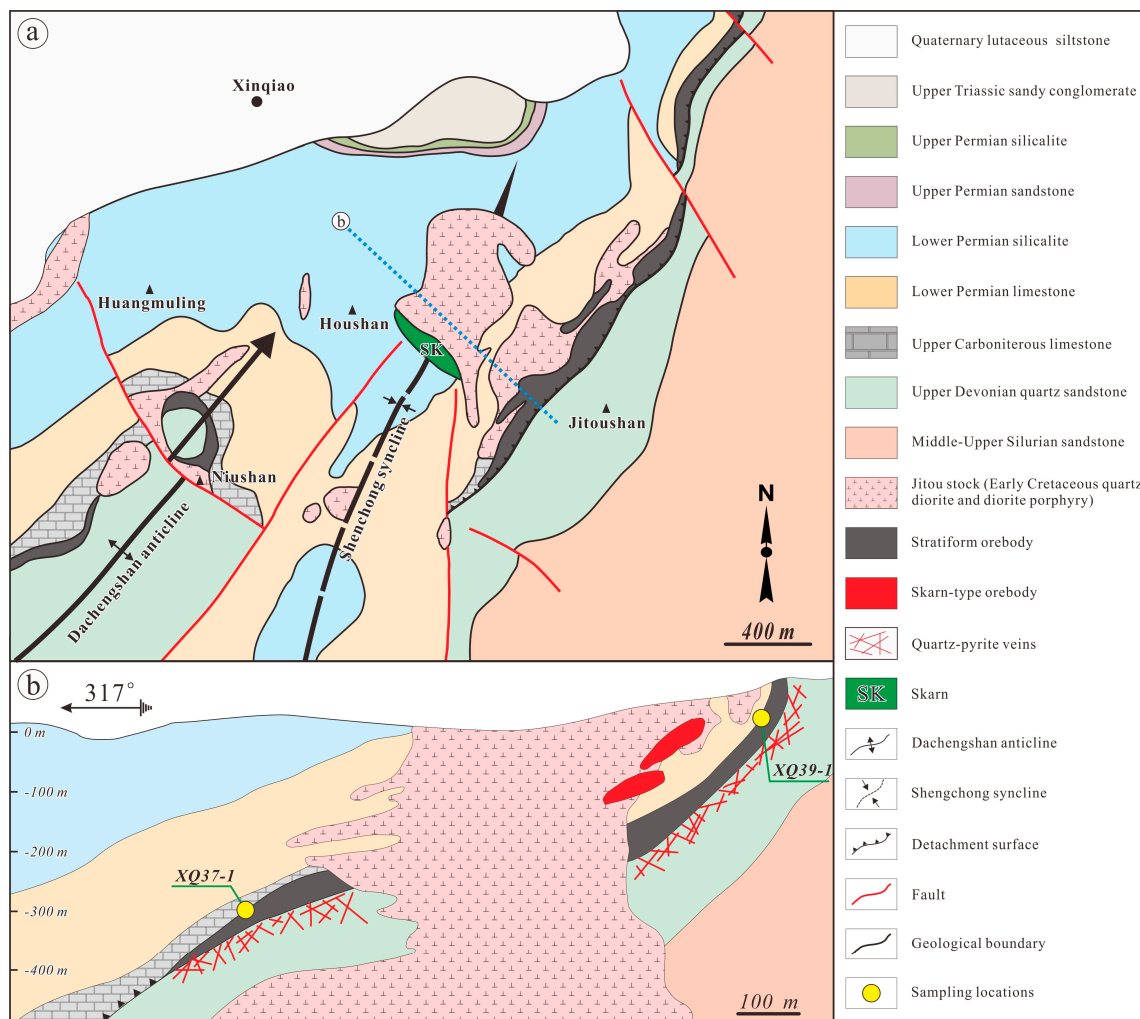 a
Xinqiao
b
Huangmuling
Houshan
SK
Jitoushan
Niushan
Shenchong syncline
Dachengshan anticline
N
400 m
b
317°
0 m
-100 m
-200 m
-300 m
-400 m
XQ39-1
XQ37-1
100 m
Quaternary lutaceous siltstone
Upper Triassic sandy conglomerate
Upper Permian silicalite
Upper Permian sandstone
Lower Permian silicalite
Lower Permian limestone
Upper Carboniterous limestone
Upper Devonian quartz sandstone
Middle-Upper Silurian sandstone
Jitou stock (Early Cretaceous quartz
diorite and diorite porphyry)
Stratiform orebody
Skarn-type orebody
Quartz-pyrite veins
SK
Skarn
Dachengshan anticline
Shengchong syncline
Detachment surface
Fault
Geological boundary
Sampling locations